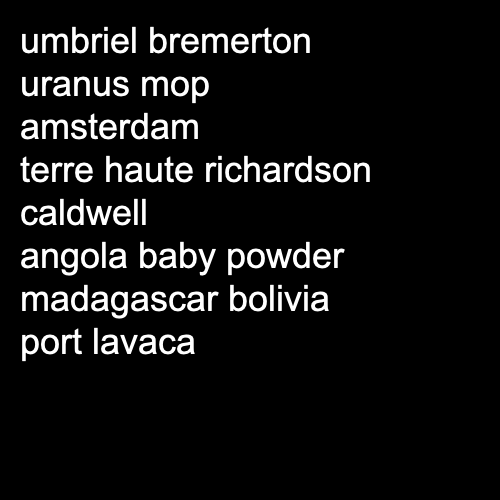 umbriel bremerton
uranus mop
amsterdam
terre haute richardson
caldwell
angola baby powder
madagascar bolivia
port lavaca